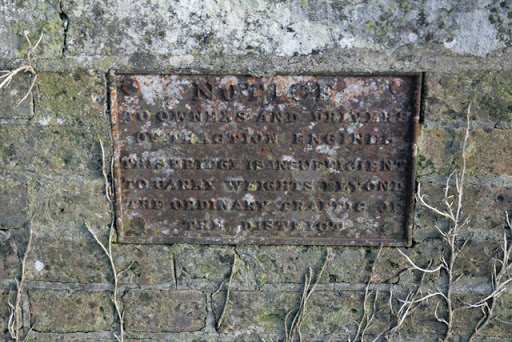 NOTICE
TO OWNERS AND DRIVERS
OF TRACTION ENGINES
THIS BRIDGE IS INSUFFICIENT
TO CARRY WEIGHTS BEYOND
THE ORDINARY TRAFFIC OF
THE DISTRICT